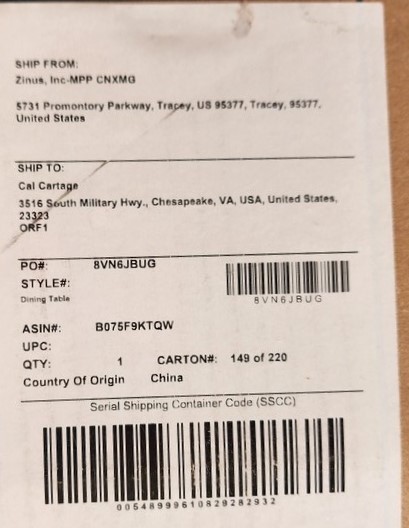 SHIP FROM:
Zinus, Inc-MPP CNXMG
5731 Promontory Parkway, Tracey, US 95377, Tracey, 95377,
United States
SHIP TO:
Cal Cartage
3516 South Military Hwy., Chesapeake, VA, USA, United States,
23323
ORF1
PO#: 8VN6JBUG
STYLE#:
8VN6JBUG
Dining Table
ASIN#: B075F9KTQW
UPC:
QTY: 1 CARTON#: 149 of 220
Country Of Origin China
Serial Shipping Container Code (SSCC)
00548999610829282932